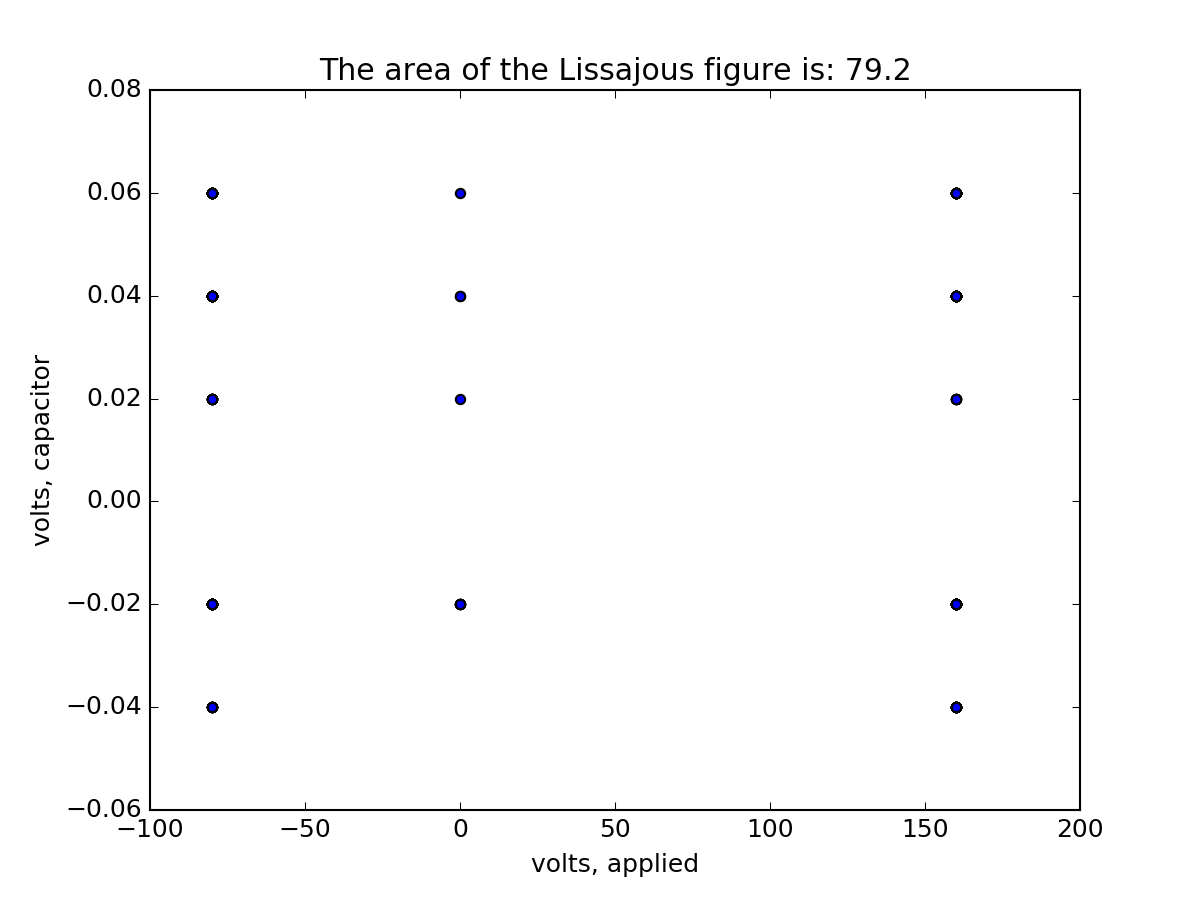 The area of the Lissajous figure is: 79.2
0.08
0.06
0.04
0.02
0.00
−0.02
−0.04
−0.06
volts, capacitor
−100 −50 0 50 100 150 200
volts, applied